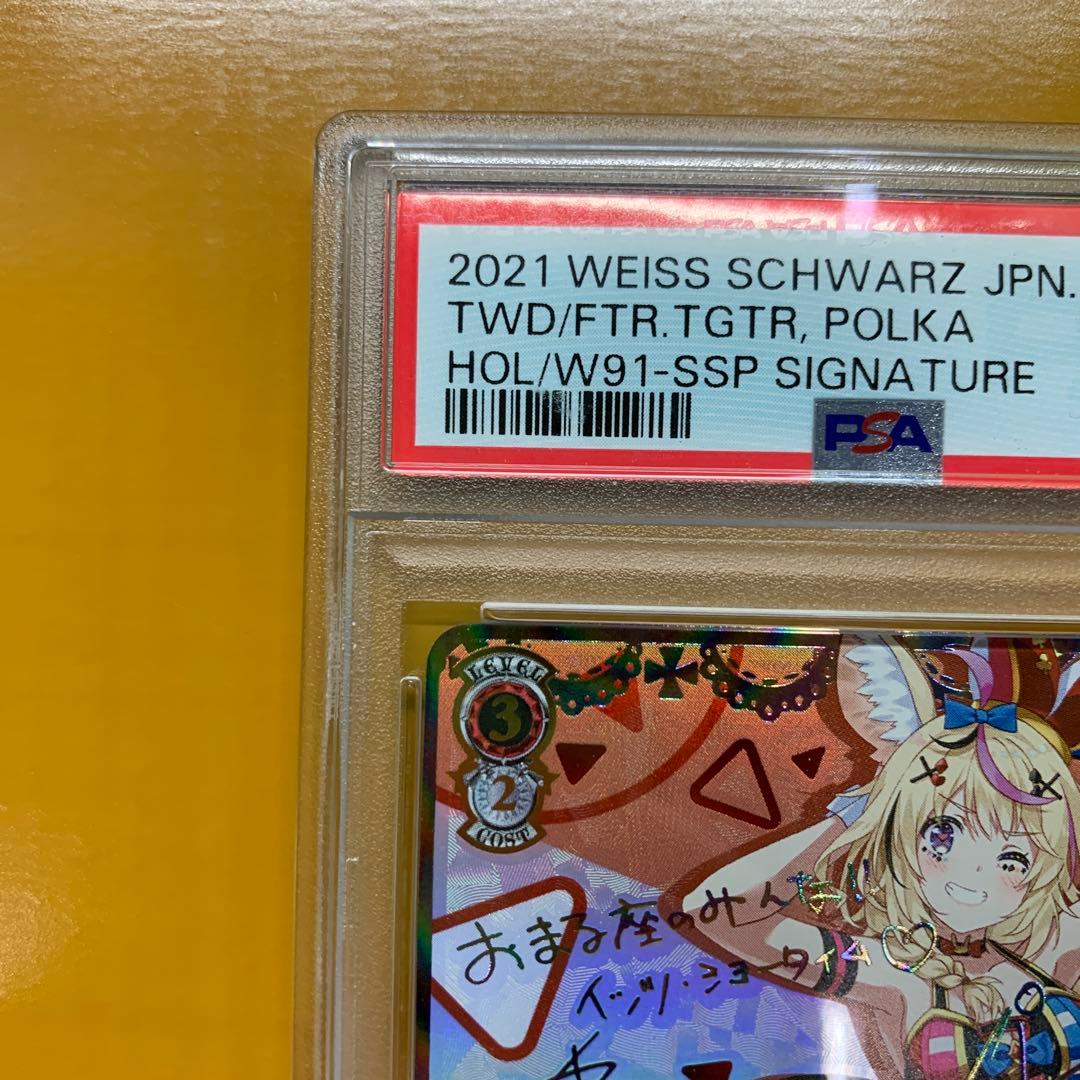 2021 WEISS SCHWARZ JPN.
TWD/FTR.TGTR, POLKA
HOL/W91-SSP SIGNATURE
PSA
LEVEL
3
2
COST
おまる座のみんな!
イッツ・ショータイム♡